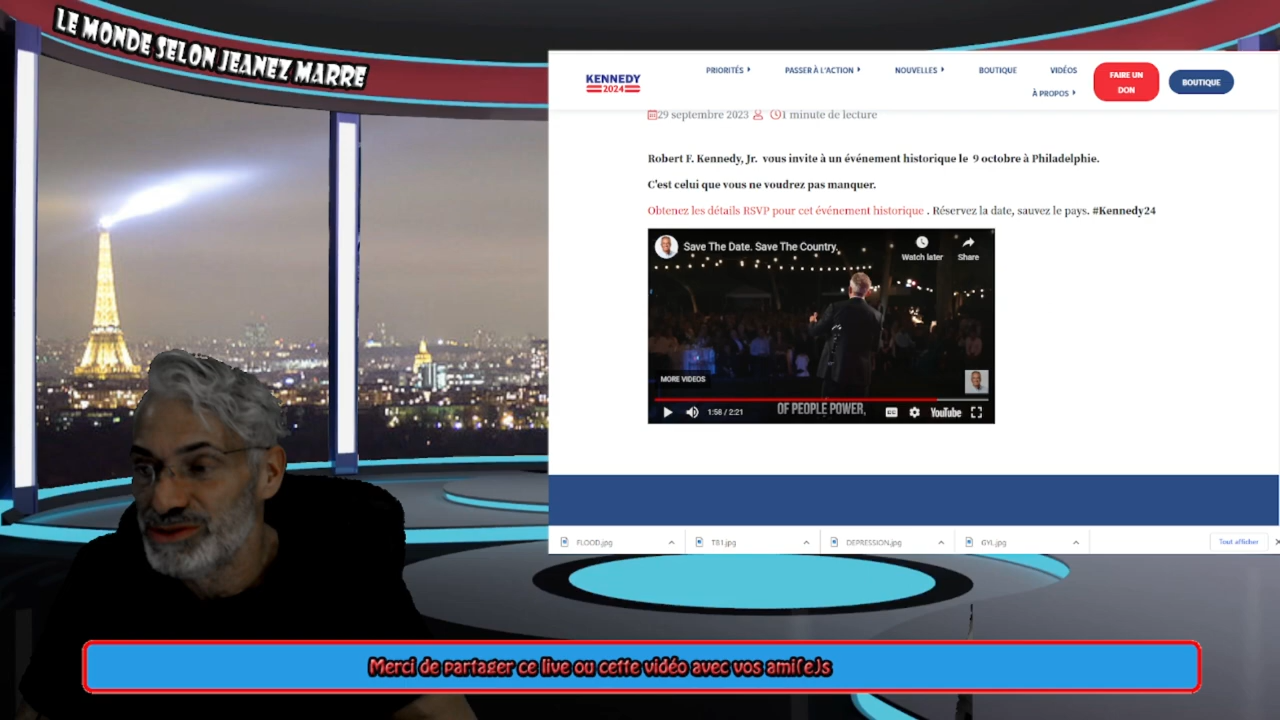 LE MONDE SELON JEANEZ MARRE
KENNEDY
2024
PRIORITÉS
PASSER À L'ACTION
NOUVELLES
BOUTIQUE
VIDÉOS
À PROPOS
FAIRE UN
DON
BOUTIQUE
29 septembre 2023 1 minute de lecture
Robert F. Kennedy, Jr. vous invite à un événement historique le 9 octobre à Philadelphie.
C'est celui que vous ne voudrez pas manquer.
Obtenez les détails RSVP pour cet événement historique . Réservez la date, sauvez le pays. #Kennedy24
Save The Date. Save The Country.
Watch later
Share
MORE VIDEOS
OF PEOPLE POWER,
1:56 / 2:21
CC
YouTube
FLOOD.jpg
TB1.jpg
DEPRESSION.jpg
GYL.jpg
Tout afficher
Merci de partager ce live ou cette vidéo avec vos ami(e)s